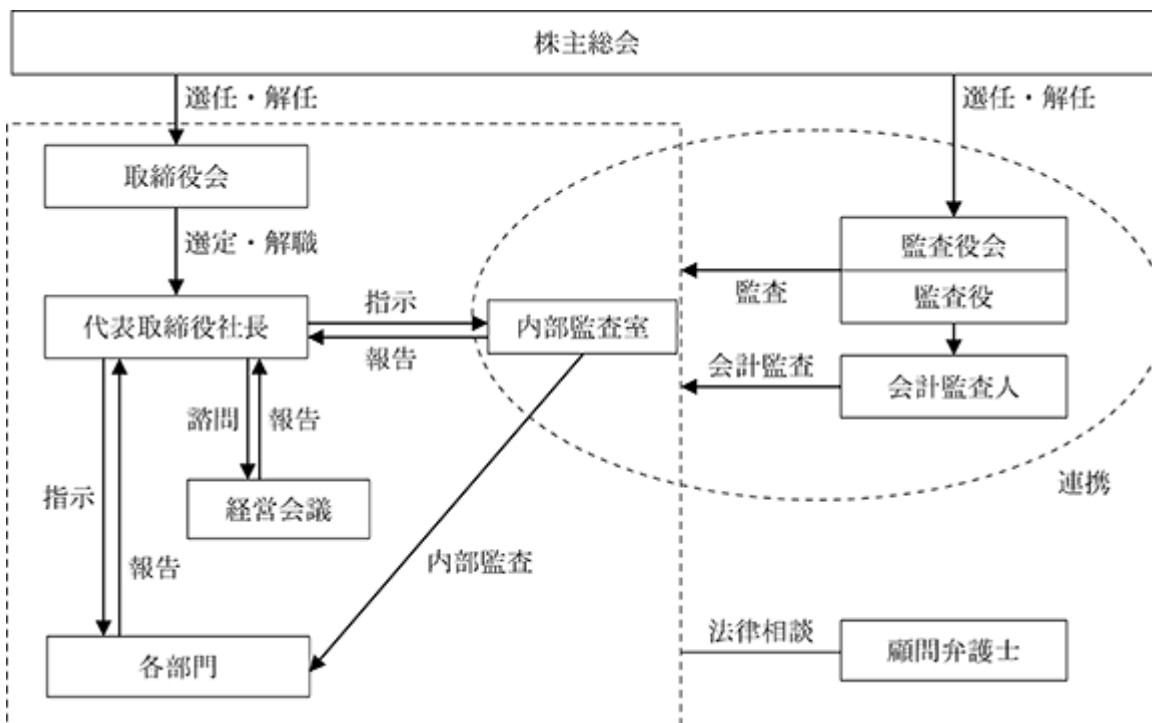 株主総会
選任・解任
選任・解任
取締役会
選定・解職
監査役会
監査
監査役
指示
代表取締役社長
内部監査室
報告
会計監査
会計監査人
諮問
報告
連携
指示
経営会議
報告
内部監査
法律相談
顧問弁護士
各部門